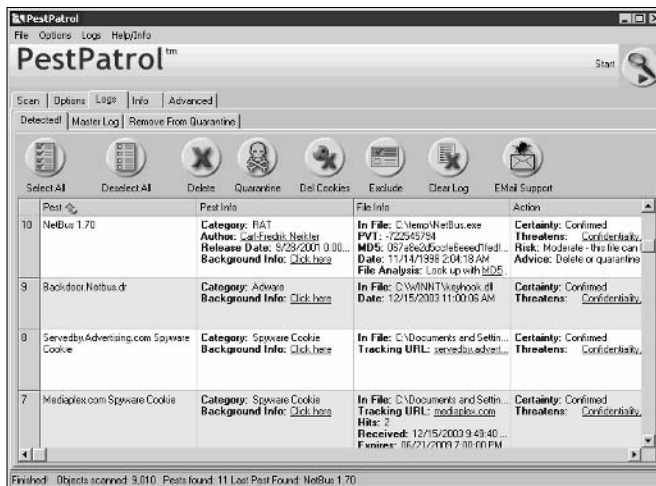 PestPatrol
File Options Logs Help/Info
PestPatrol™
Start
Scan Options Logs Info Advanced
Detected! Master Log Remove From Quarantine
Select All Deselect All Delete Quarantine Del Cookies Exclude Clear Log EMail Support
Pest Pest Info File Info Action
10 NetBus 1.70
Category: RAT
Author: Carl-Fredrik Neikter
Release Date: 9/28/2001 0:00...
Background Info: Click here
In File: C:\temp\NetBus.exe
PVT: -722545794
MD5:
Date: 11/14/1998 2:04:18 AM
File Analysis: Look up with MD5.
Certainty: Confirmed
Threatens: Confidentiality,
Risk: Moderate - this file can
Advice: Delete or quarantine
9 Backdoor.Netbus.dr
Category: Adware
Background Info: Click here
In File: C:\WINNT\keyhook.dl
Date: 12/15/2003 11:00:06 AM
Certainty: Confirmed
Threatens: Confidentiality,
8 Servedby.Advertising.com Spyware
Cookie
Category: Spyware Cookie
Background Info: Click here
In File: C:\Documents and Settin...
Tracking URL: servedby.advert...
Certainty: Confirmed
Threatens: Confidentiality,
7 Mediaplex.com Spyware Cookie
Category: Spyware Cookie
Background Info: Click here
In File: C:\Documents and Settin...
Tracking URL: mediaplex.com
Hits: 2
Received: 12/15/2003 9:49:40 ...
Expires: 06/21/2009 7:00:00 PM
Certainty: Confirmed
Threatens: Confidentiality,
Finished! Objects scanned: 9,010 Pests found: 11 Last Pest Found: NetBus 1.70